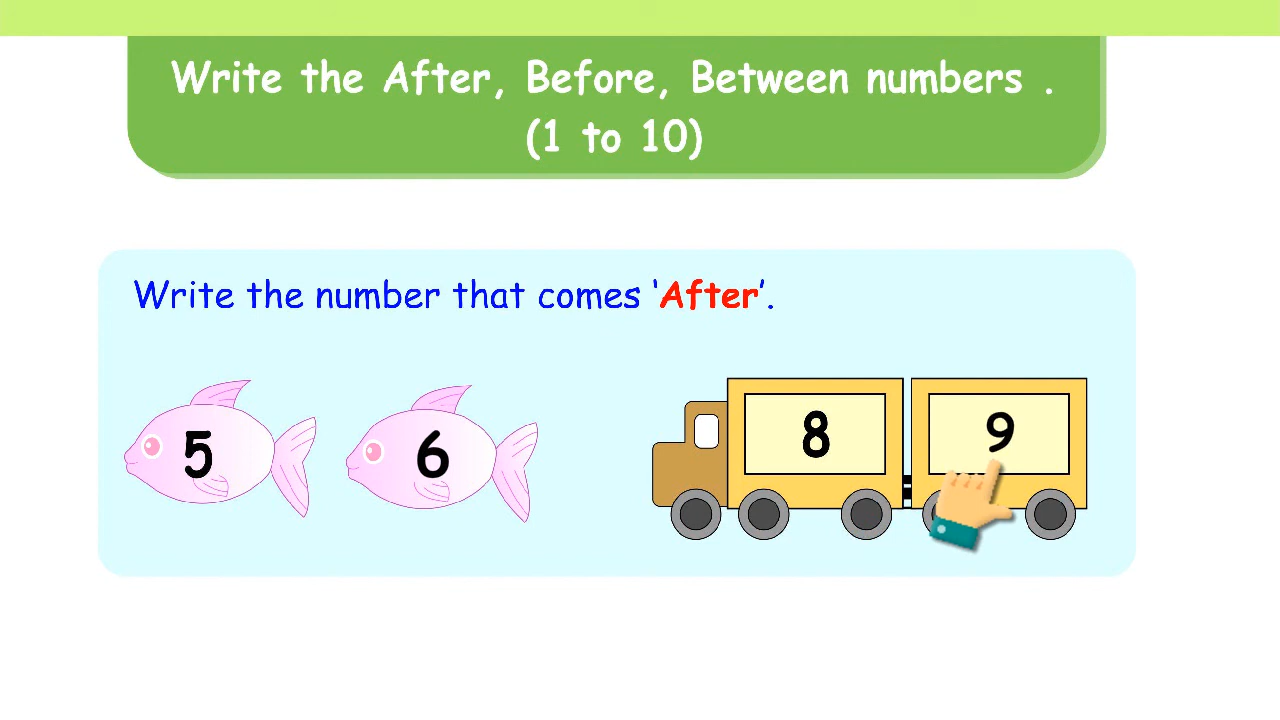 Write the After, Before, Between numbers .
(1 to 10)
Write the number that comes ‘After’.
5 6 8 9